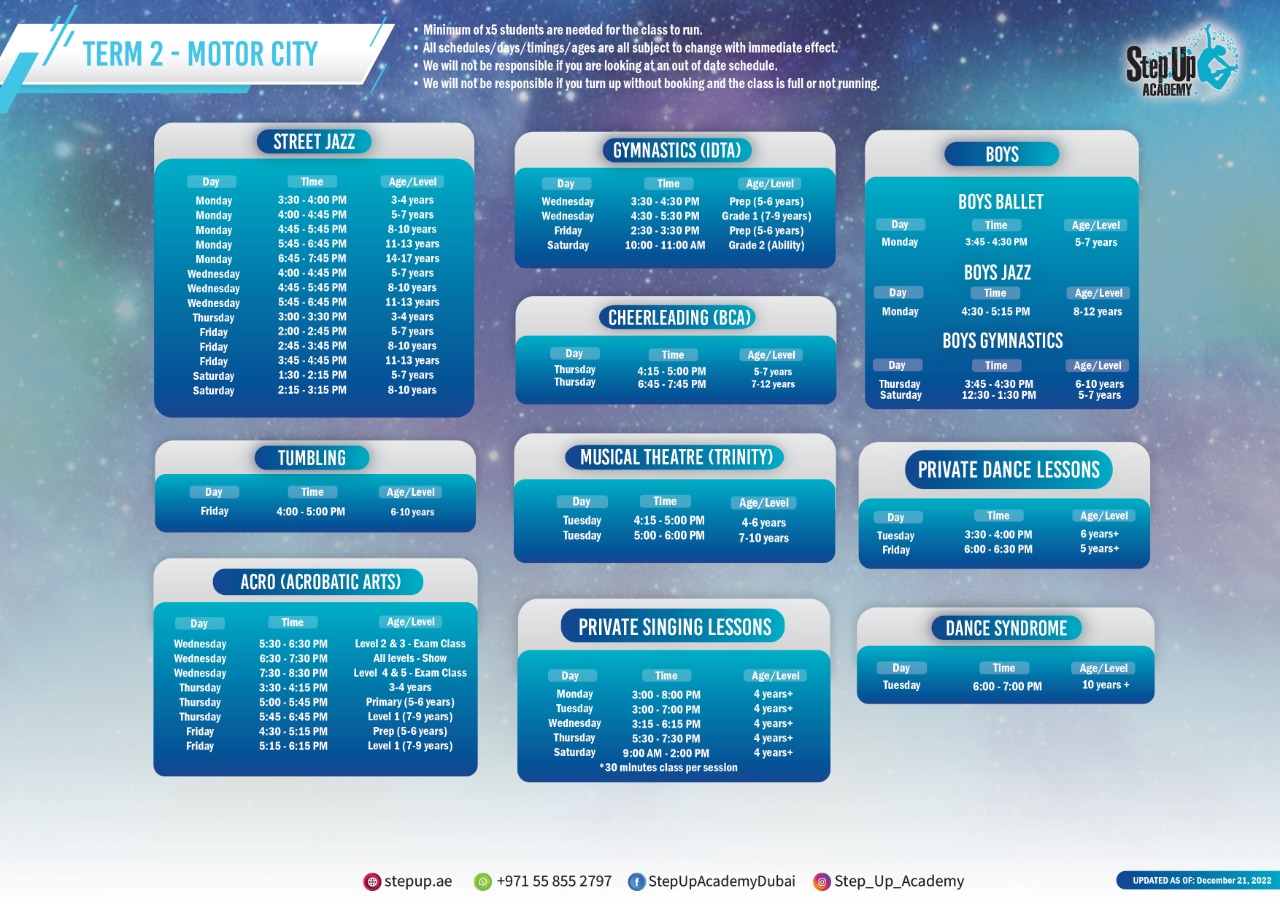 TERM 2 - MOTOR CITY
• Minimum of x5 students are needed for the class to run.
• All schedules/days/timings/ages are all subject to change with immediate effect.
• We will not be responsible if you are looking at an out of date schedule.
• We will not be responsible if you turn up without booking and the class is full or not running.
Step Up
ACADEMY
STREET JAZZ
Day Time Age/Level
Monday 3:30 - 4:00 PM 3-4 years
Monday 4:00 - 4:45 PM 5-7 years
Monday 4:45 - 5:45 PM 8-10 years
Monday 5:45 - 6:45 PM 11-13 years
Monday 6:45 - 7:45 PM 14-17 years
Wednesday 4:00 - 4:45 PM 5-7 years
Wednesday 4:45 - 5:45 PM 8-10 years
Wednesday 5:45 - 6:45 PM 11-13 years
Thursday 3:00 - 3:30 PM 3-4 years
Friday 2:00 - 2:45 PM 5-7 years
Friday 2:45 - 3:45 PM 8-10 years
Friday 3:45 - 4:45 PM 11-13 years
Saturday 1:30 - 2:15 PM 5-7 years
Saturday 2:15 - 3:15 PM 8-10 years
TUMBLING
Day Time Age/Level
Friday 4:00 - 5:00 PM 6-10 years
ACRO (ACROBATIC ARTS)
Day Time Age/Level
Wednesday 5:30 - 6:30 PM Level 2 & 3 - Exam Class
Wednesday 6:30 - 7:30 PM All levels - Show
Wednesday 7:30 - 8:30 PM Level 4 & 5 - Exam Class
Thursday 3:30 - 4:15 PM 3-4 years
Thursday 5:00 - 5:45 PM Primary (5-6 years)
Thursday 5:45 - 6:45 PM Level 1 (7-9 years)
Friday 4:30 - 5:15 PM Prep (5-6 years)
Friday 5:15 - 6:15 PM Level 1 (7-9 years)
GYMNASTICS (IDTA)
Day Time Age/Level
Wednesday 3:30 - 4:30 PM Prep (5-6 years)
Wednesday 4:30 - 5:30 PM Grade 1 (7-9 years)
Friday 2:30 - 3:30 PM Prep (5-6 years)
Saturday 10:00 - 11:00 AM Grade 2 (Ability)
CHEERLEADING (BCA)
Day Time Age/Level
Thursday 4:15 - 5:00 PM 5-7 years
Thursday 6:45 - 7:45 PM 7-12 years
MUSICAL THEATRE (TRINITY)
Day Time Age/Level
Tuesday 4:15 - 5:00 PM 4-6 years
Tuesday 5:00 - 6:00 PM 7-10 years
PRIVATE SINGING LESSONS
Day Time Age/Level
Monday 3:00 - 8:00 PM 4 years+
Tuesday 3:00 - 7:00 PM 4 years+
Wednesday 3:15 - 6:15 PM 4 years+
Thursday 5:30 - 7:30 PM 4 years+
Saturday 9:00 AM - 2:00 PM 4 years+
*30 minutes class per session
BOYS
BOYS BALLET
Day Time Age/Level
Monday 3:45 - 4:30 PM 5-7 years
BOYS JAZZ
Day Time Age/Level
Monday 4:30 - 5:15 PM 8-12 years
BOYS GYMNASTICS
Day Time Age/Level
Thursday 3:45 - 4:30 PM 6-10 years
Saturday 12:30 - 1:30 PM 5-7 years
PRIVATE DANCE LESSONS
Day Time Age/Level
Tuesday 3:30 - 4:00 PM 6 years+
Friday 6:00 - 6:30 PM 5 years+
DANCE SYNDROME
Day Time Age/Level
Tuesday 6:00 - 7:00 PM 10 years +
stepup.ae +971 55 855 2797 StepUpAcademyDubai Step_Up_Academy
UPDATED AS OF: December 21, 2022